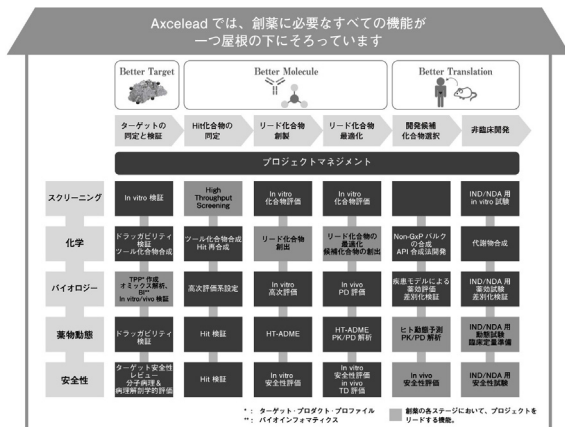 Axcelead では、創薬に必要なすべての機能が
一つ屋根の下にそろっています
Better Target
Better Molecule
Better Translation
ターゲットの
同定と検証
Hit化合物の
同定
リード化合物
創製
リード化合物
最適化
開発候補
化合物選択
非臨床開発
プロジェクトマネジメント
スクリーニング
In vitro 検証
High
Throughput
Screening
In vitro
化合物評価
In vitro
化合物評価
IND/NDA 用
in vitro 試験
化学
ドラッガビリティ
検証
ツール化合物合成
ツール化合物合成
Hit 再合成
リード化合物
創出
リード化合物の
最適化
候補化合物の創出
Non-GxP バルク
の合成
API 合成法開発
代謝物合成
バイオロジー
TPP* 作成
オミックス解析、
BI**
In vitro/vivo 検証
高次評価系設定
In vitro
高次評価
In vivo
PD 評価
疾患モデルによる
薬効評価
差別化検証
IND/NDA 用
薬効試験
差別化検証
薬物動態
ドラッガビリティ
検証
Hit 検証
HT-ADME
HT-ADME
PK/PD 解析
ヒト動態予測
PK/PD 解析
IND/NDA 用
動態試験
臨床定量準備
安全性
ターゲット安全性
レビュー
分子病理 &
病理解剖学的評価
Hit 検証
In vitro
安全性評価
In vitro
安全性評価
in vivo
TD 評価
In vivo
安全性評価
IND/NDA 用
安全性試験
* : ターゲット・プロダクト・プロファイル
** : バイオインフォマティクス
創薬の各ステージにおいて、プロジェクトを
リードする機能。